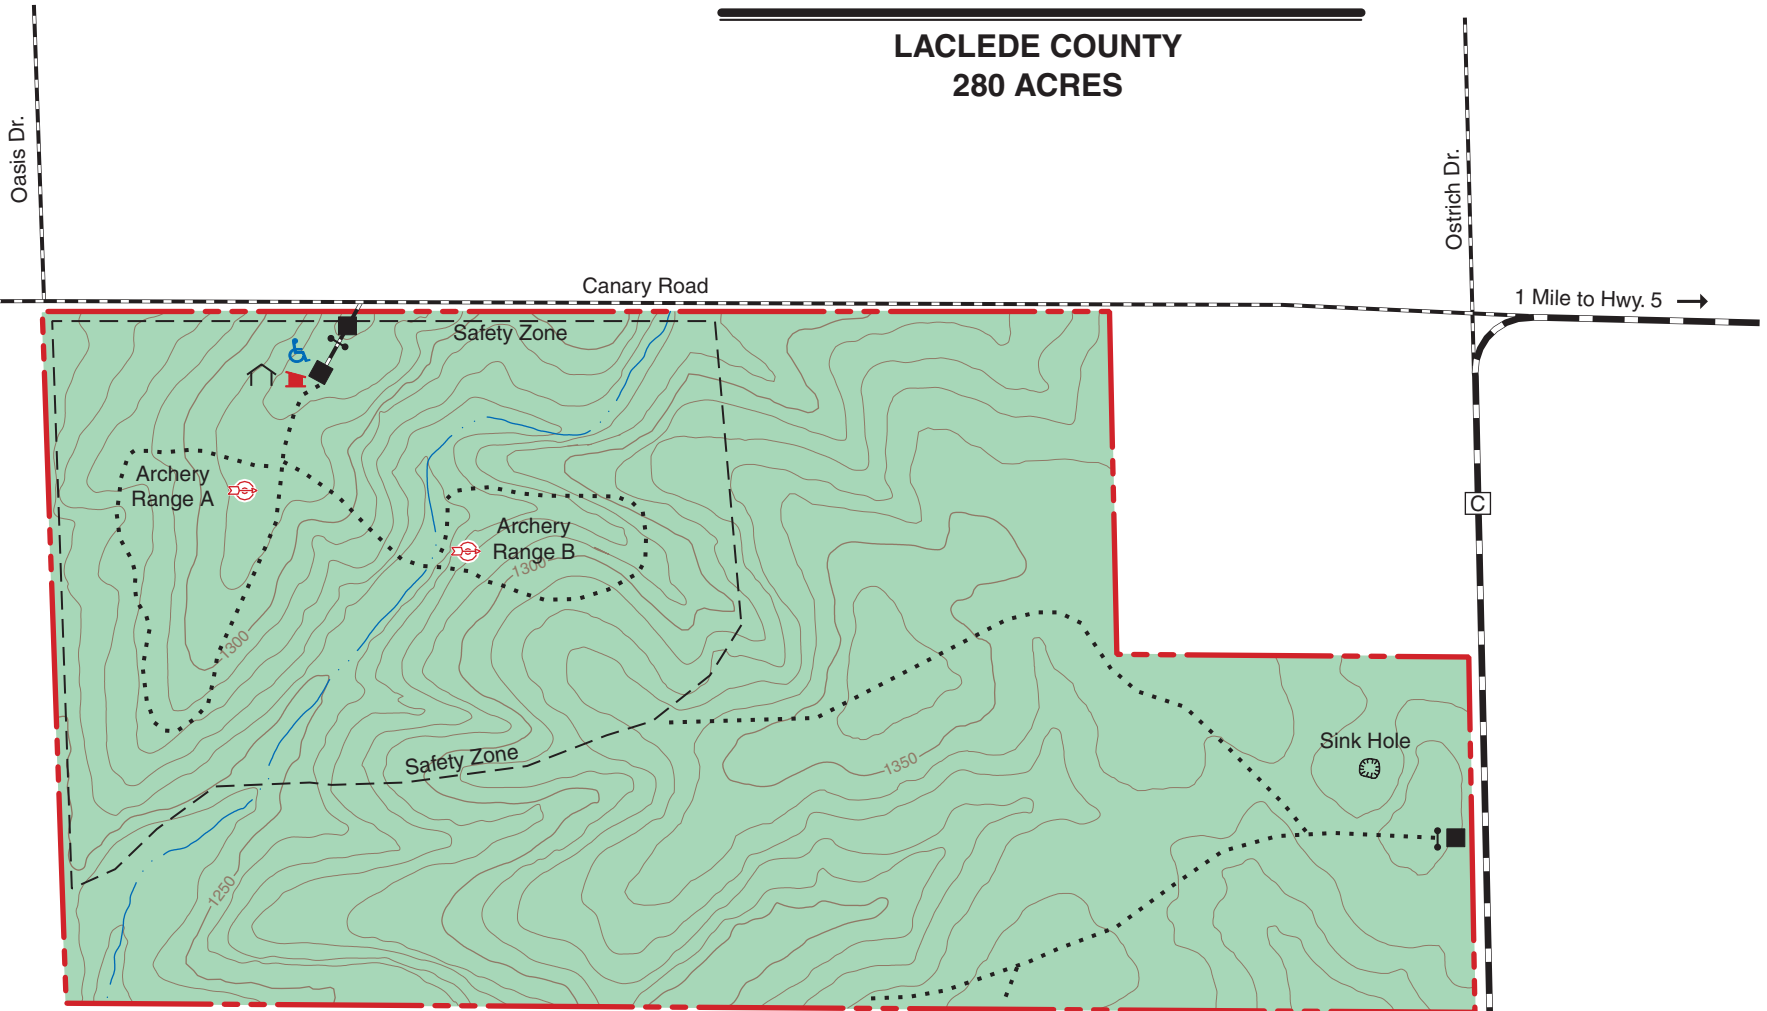 LACLEDE COUNTY
280 ACRES
Oasis Dr.
Ostrich Dr.
Canary Road
1 Mile to Hwy. 5
Safety Zone
Archery
Range A
Archery
Range B
C
1300
1300
Sink Hole
Safety Zone
1350
1250